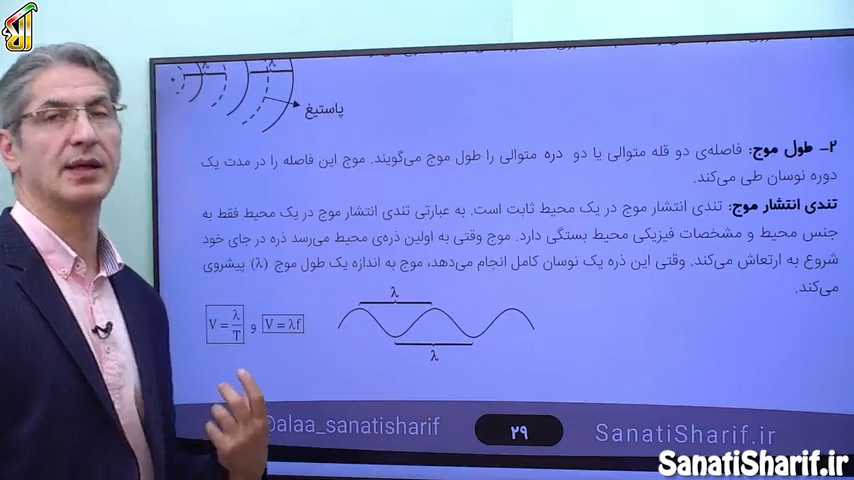 λ
λ
پاستیغ
۲- طول موج: فاصله‌ی دو قله متوالی یا دو دره متوالی را طول موج می‌گویند. موج این فاصله را در مدت یک
دوره نوسان طی می‌کند.
تندی انتشار موج: تندی انتشار موج در یک محیط ثابت است. به عبارتی تندی انتشار موج در یک محیط فقط به
جنس محیط و مشخصات فیزیکی محیط بستگی دارد. موج وقتی به اولین ذره‌ی محیط می‌رسد ذره در جای خود
شروع به ارتعاش می‌کند. وقتی این ذره یک نوسان کامل انجام می‌دهد، موج به اندازه یک طول موج (λ) پیشروی
می‌کند.
λ
V = λ/T و V = λf
λ
@alaa_sanatisharif ۲۹ SanatiSharif.ir
SanatiSharif.ir